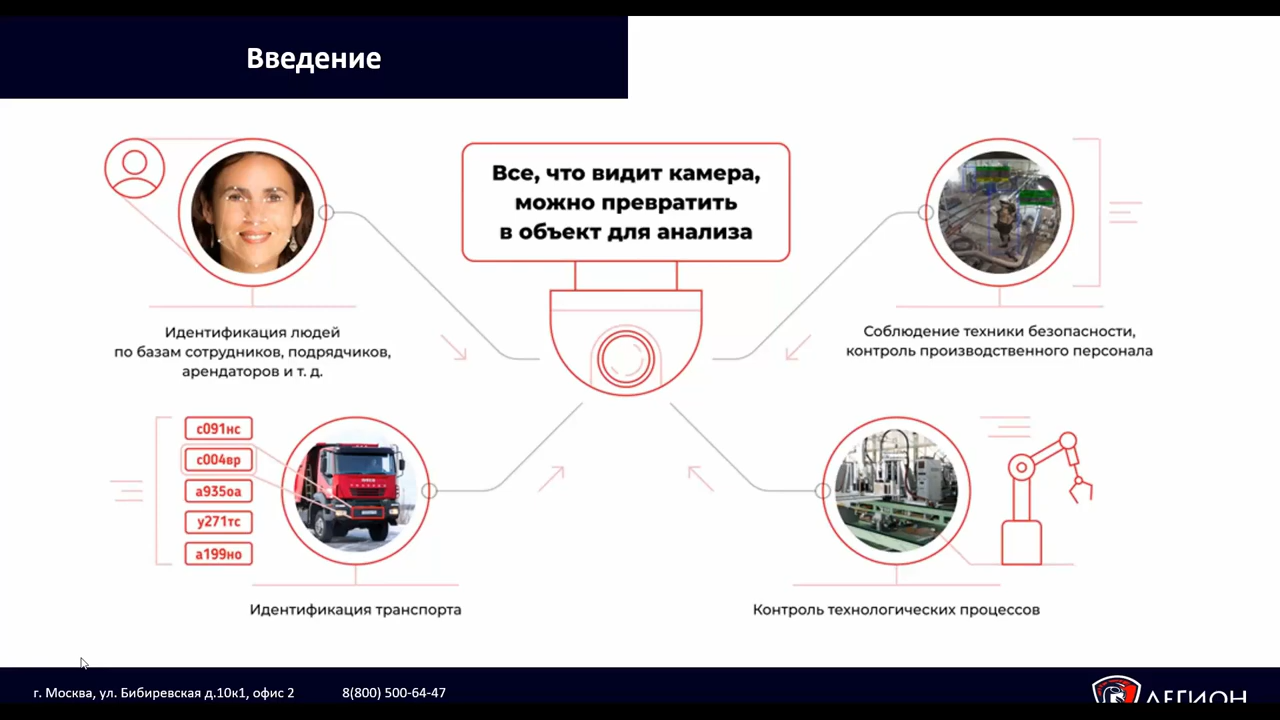 Введение
Все, что видит камера,
можно превратить
в объект для анализа
Идентификация людей
по базам сотрудников, подрядчиков,
арендаторов и т. д.
Соблюдение техники безопасности,
контроль производственного персонала
с091нс
с004вр
а935оа
у271тс
а199но
Идентификация транспорта
Контроль технологических процессов
г. Москва, ул. Бибиревская д.10к1, офис 2
8(800) 500-64-47
ЛЕГИОН